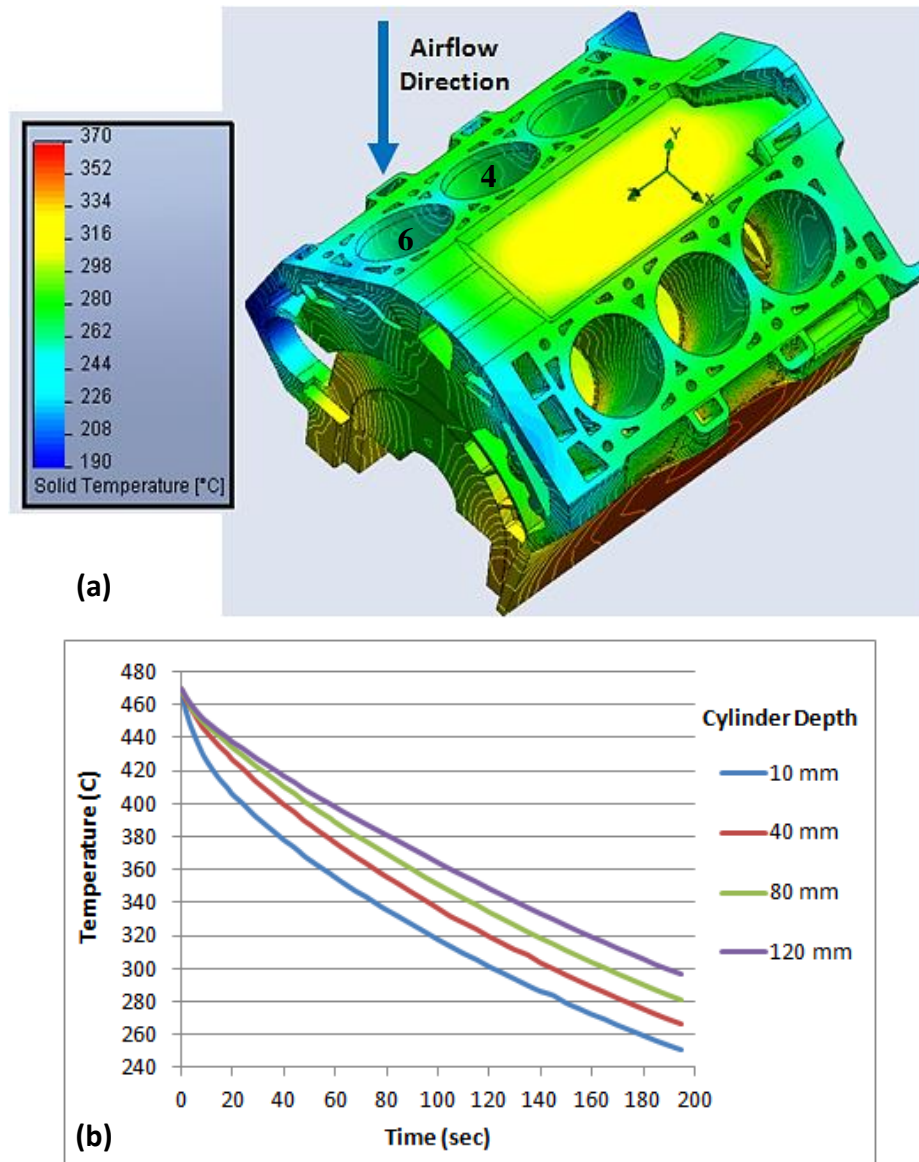 Airflow
Direction
370
352
334
316
298
280
262
244
226
208
190
Solid Temperature [°C]
4
6
Y
X
Z
(a)
480
460
440
420
400
380
360
340
320
300
280
260
240
Temperature (C)
0 20 40 60 80 100 120 140 160 180 200
Time (sec)
Cylinder Depth
10 mm
40 mm
80 mm
120 mm
(b)